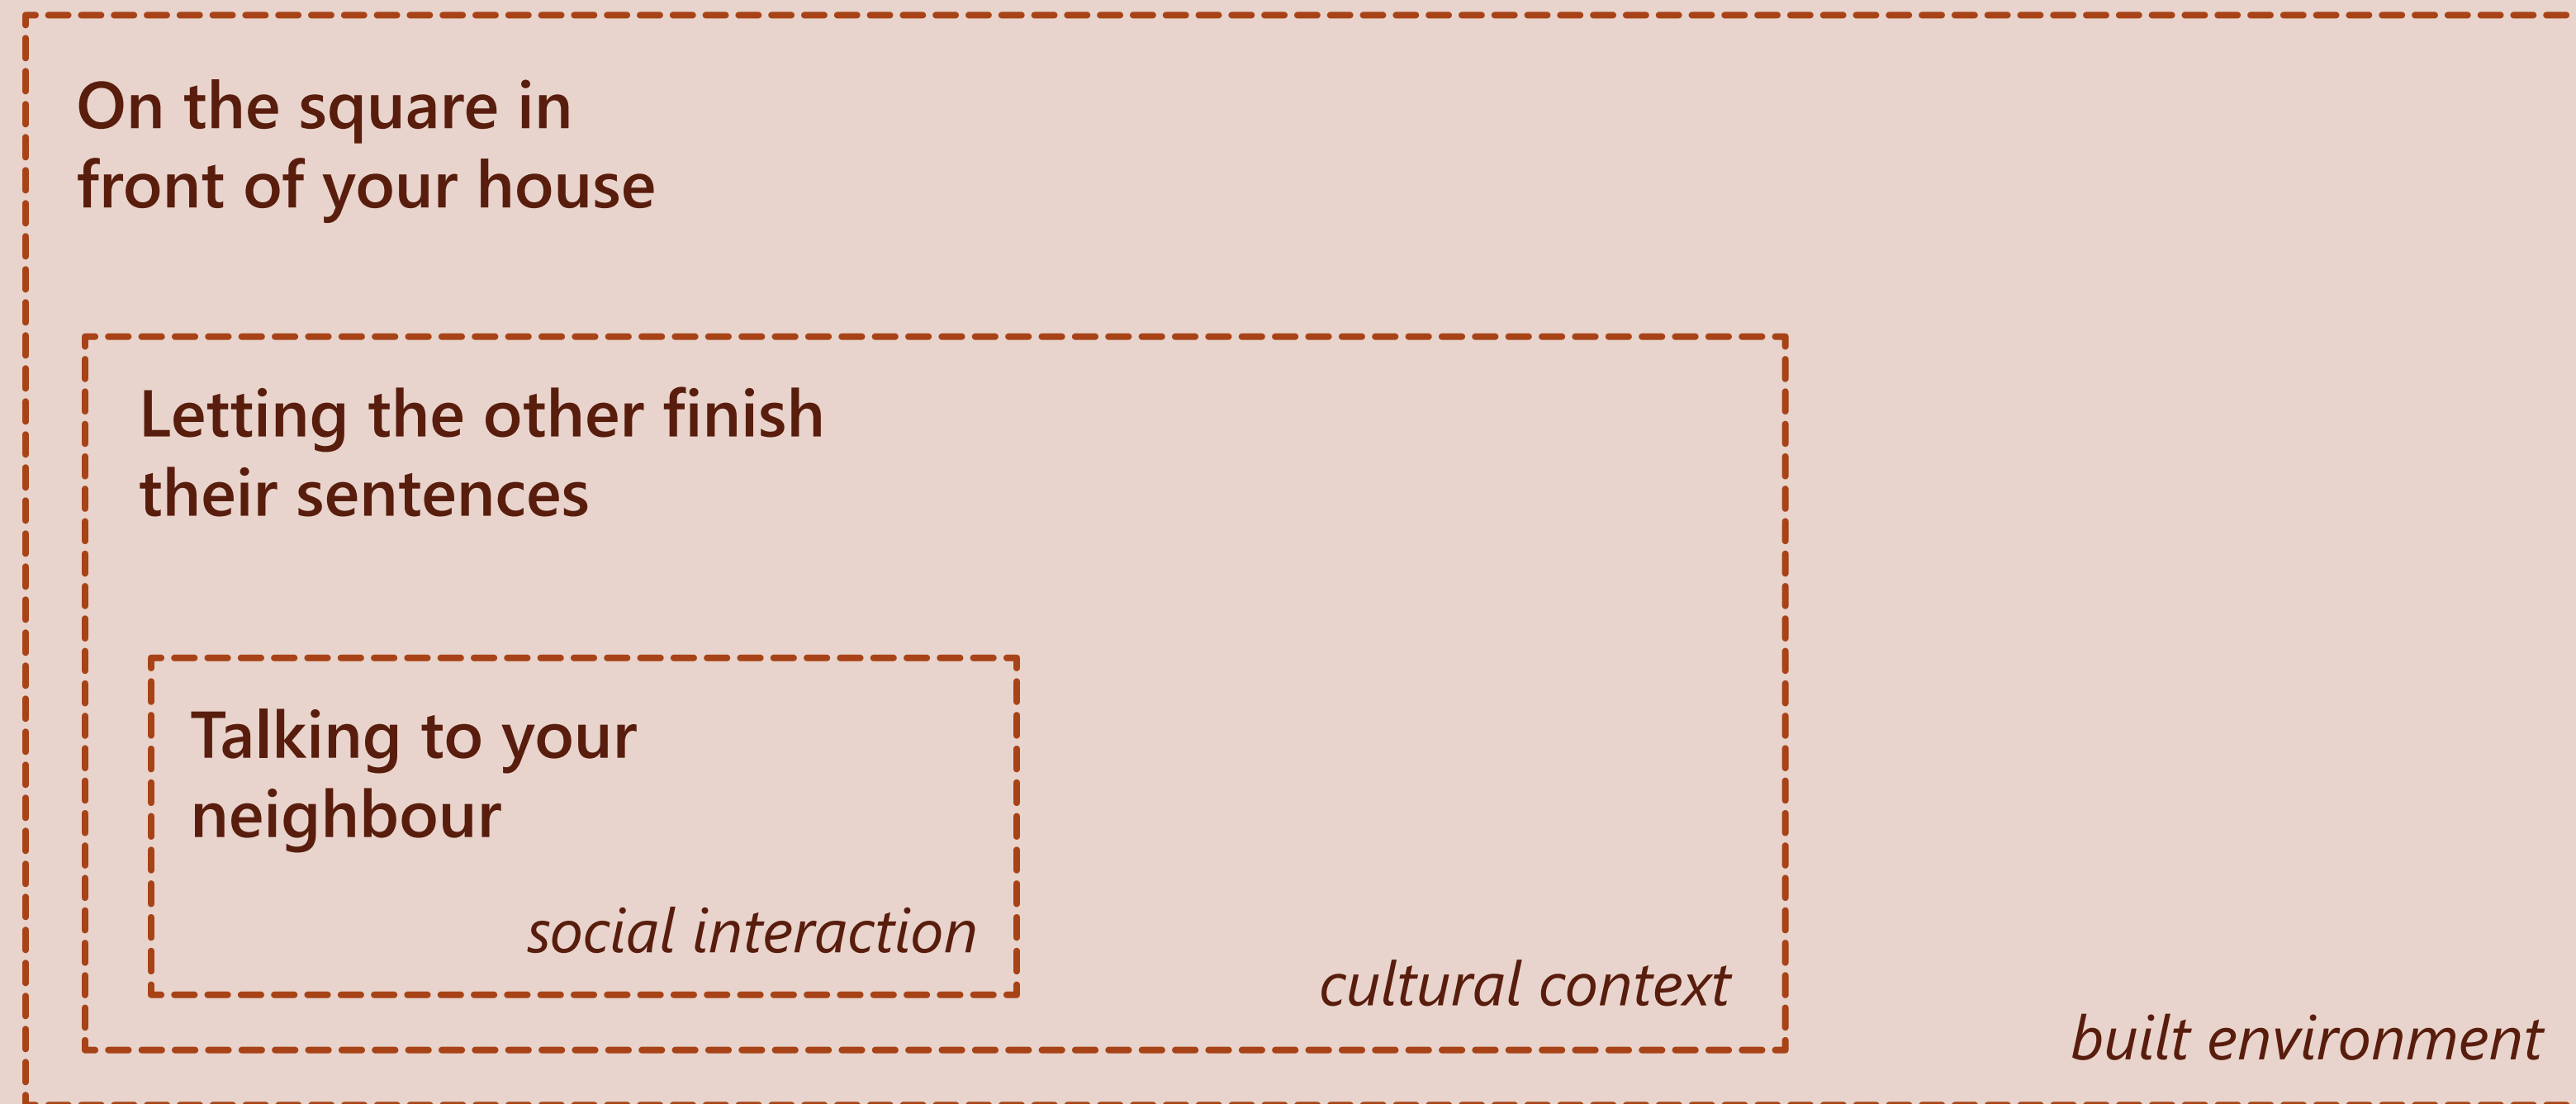 On the square in
front of your house
Letting the other finish
their sentences
Talking to your
neighbour
social interaction
cultural context
built environment